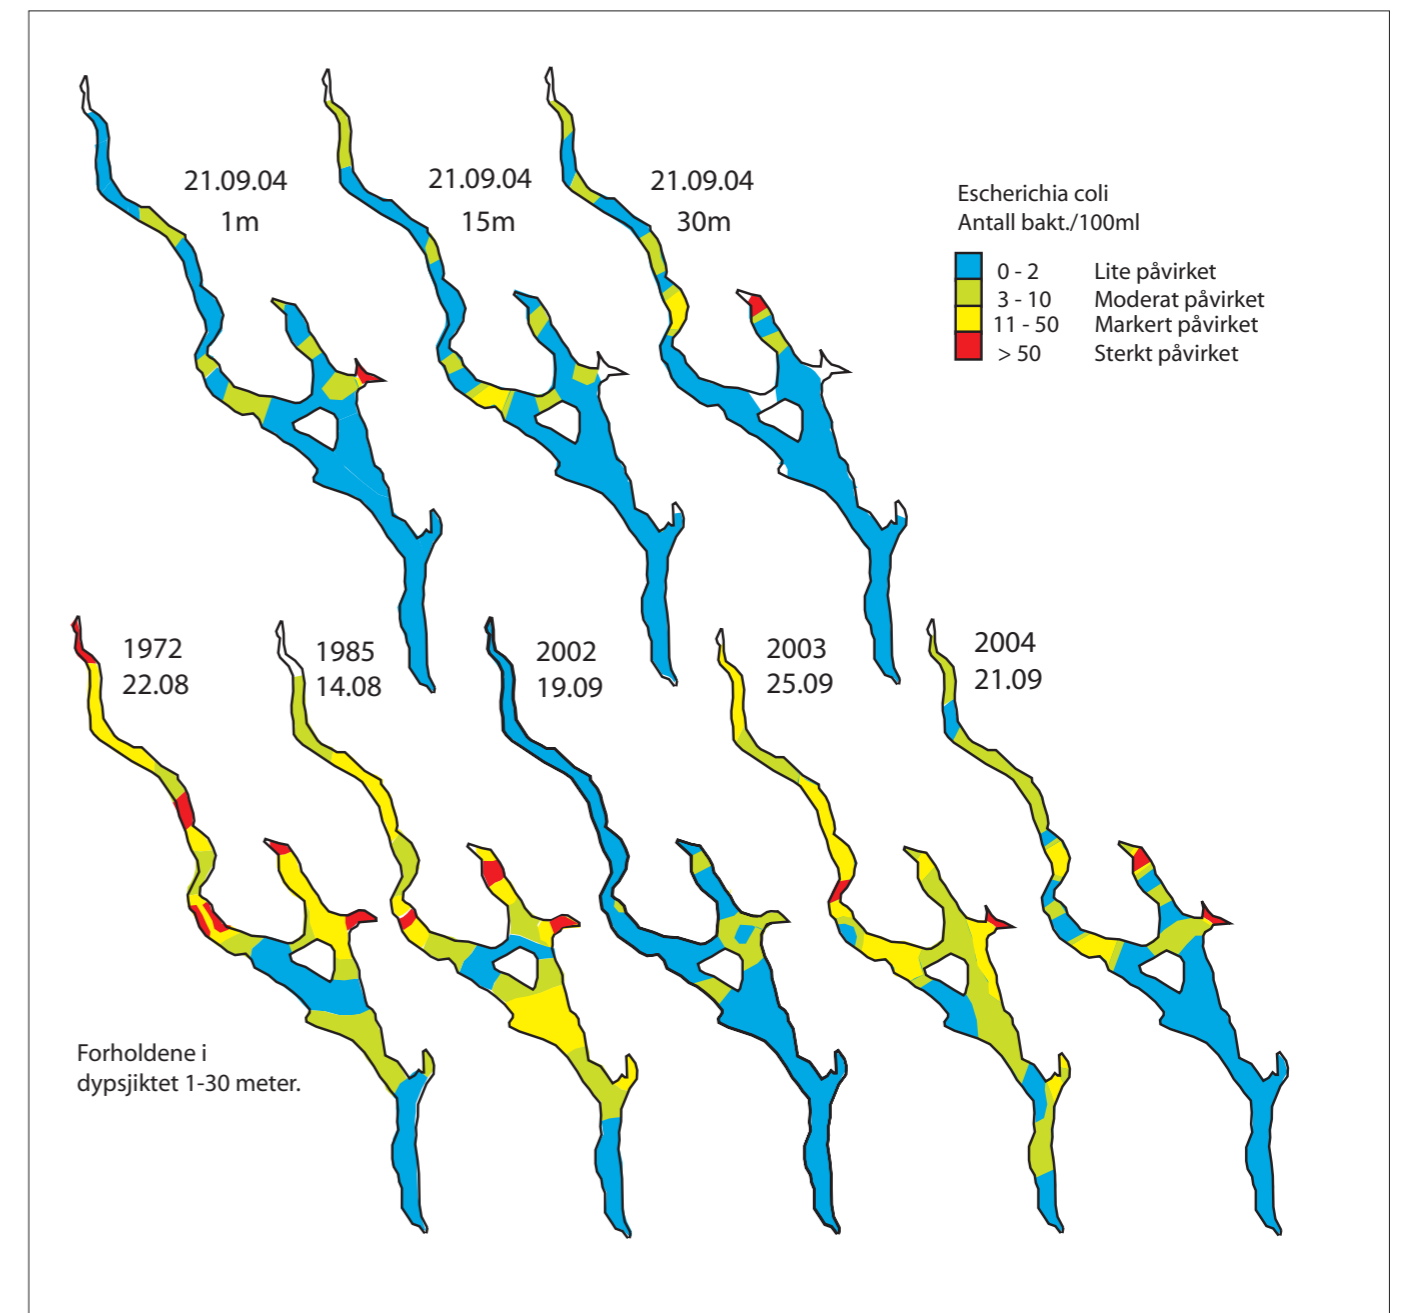 21.09.04
1m
21.09.04
15m
21.09.04
30m
Escherichia coli
Antall bakt./100ml
0 - 2 Lite påvirket
3 - 10 Moderat påvirket
11 - 50 Markert påvirket
> 50 Sterkt påvirket
1972
22.08
1985
14.08
2002
19.09
2003
25.09
2004
21.09
Forholdene i
dypsjiktet 1-30 meter.